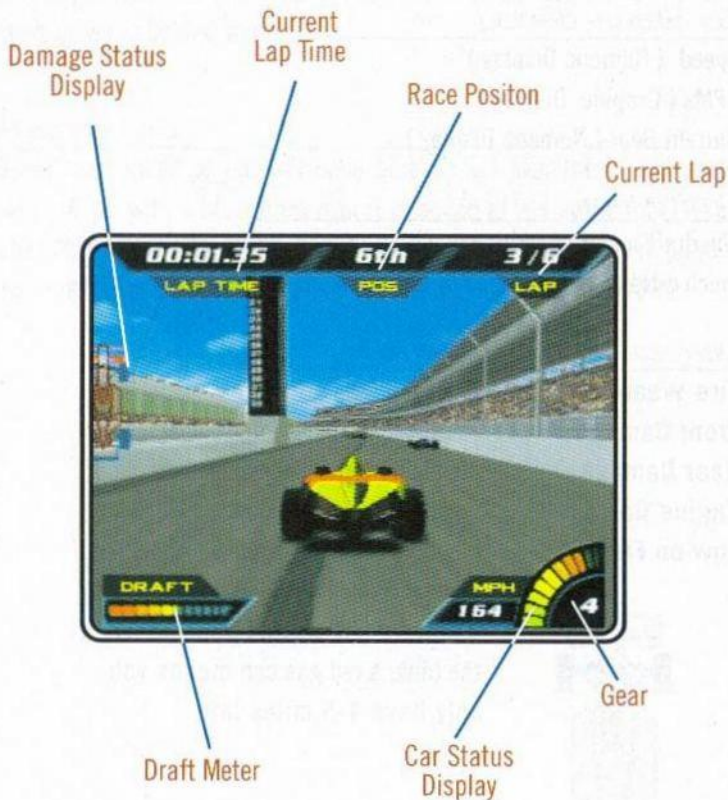 Current
Lap Time
Damage Status
Display
Race Positon
Current Lap
00:01.35
6th
3/6
LAP TIME
POS
LAP
DRAFT
MPH
164
4
Gear
Draft Meter
Car Status
Display